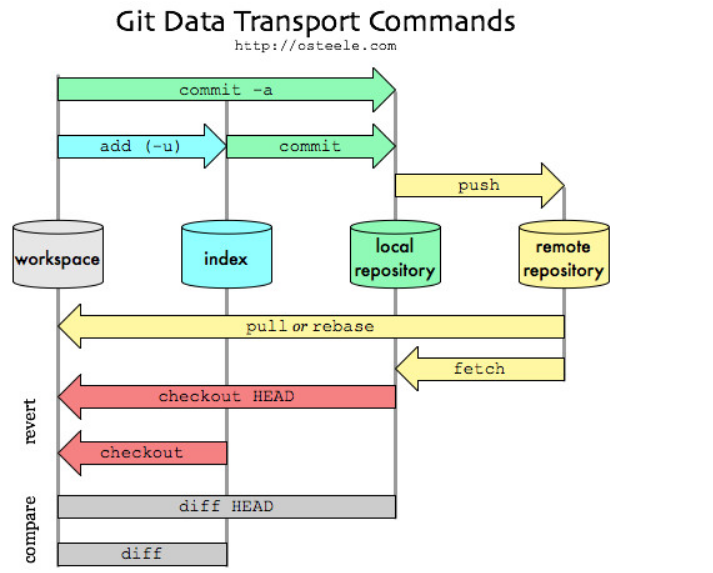 Git Data Transport Commands
http://osteele.com
commit -a
add (-u)
commit
push
workspace
index
local
repository
remote
repository
pull or rebase
fetch
revert
checkout HEAD
checkout
compare
diff HEAD
diff